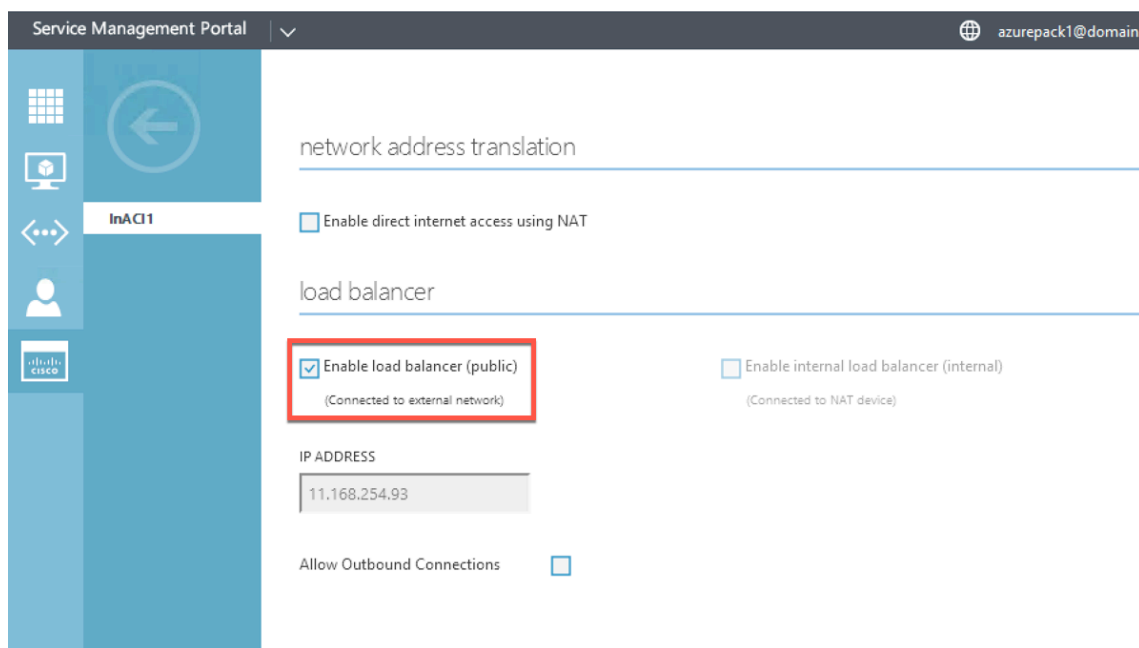 Service Management Portal
azurepack1@domain
network address translation
InACI1
Enable direct internet access using NAT
load balancer
Enable load balancer (public)
Enable internal load balancer (internal)
(Connected to external network)
(Connected to NAT device)
cisco
IP ADDRESS
11.168.254.93
Allow Outbound Connections